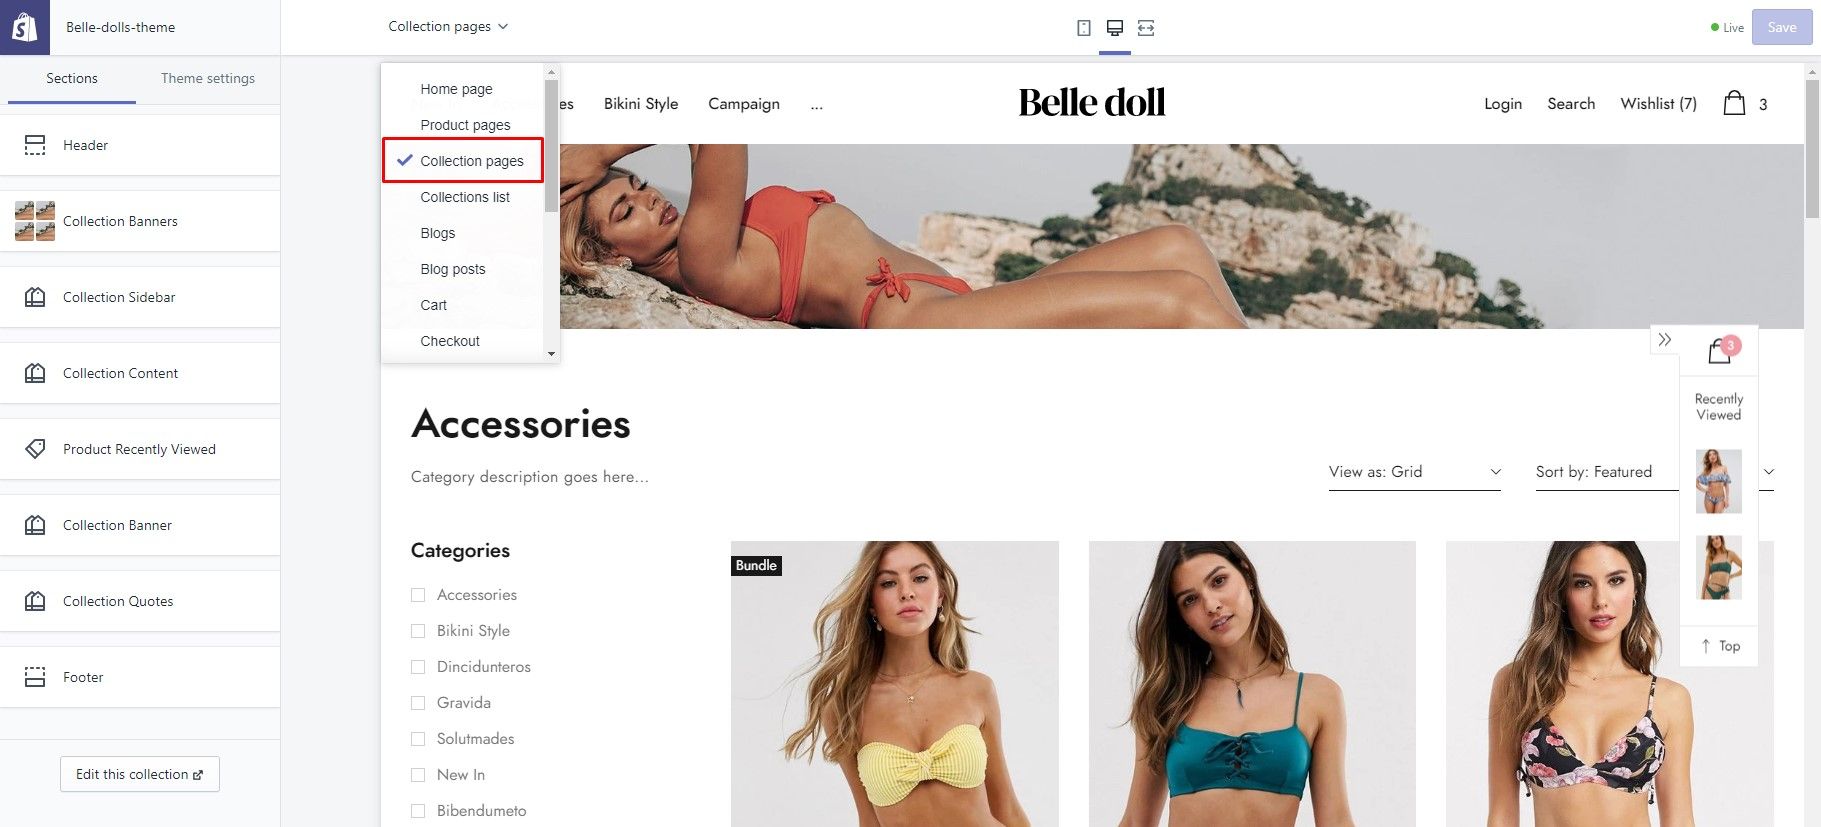 Belle-dolls-theme
Collection pages
Live
Save
Sections
Theme settings
Header
Collection Banners
Collection Sidebar
Collection Content
Product Recently Viewed
Collection Banner
Collection Quotes
Footer
Edit this collection
Home page
Product pages
Collection pages
Collections list
Blogs
Blog posts
Cart
Checkout
es
Bikini Style
Campaign
...
Belle doll
Login
Search
Wishlist (7)
3
3
Recently
Viewed
Top
Accessories
Category description goes here...
View as: Grid
Sort by: Featured
Categories
Accessories
Bikini Style
Dincidunteros
Gravida
Solutmades
New In
Bibendumeto
Bundle